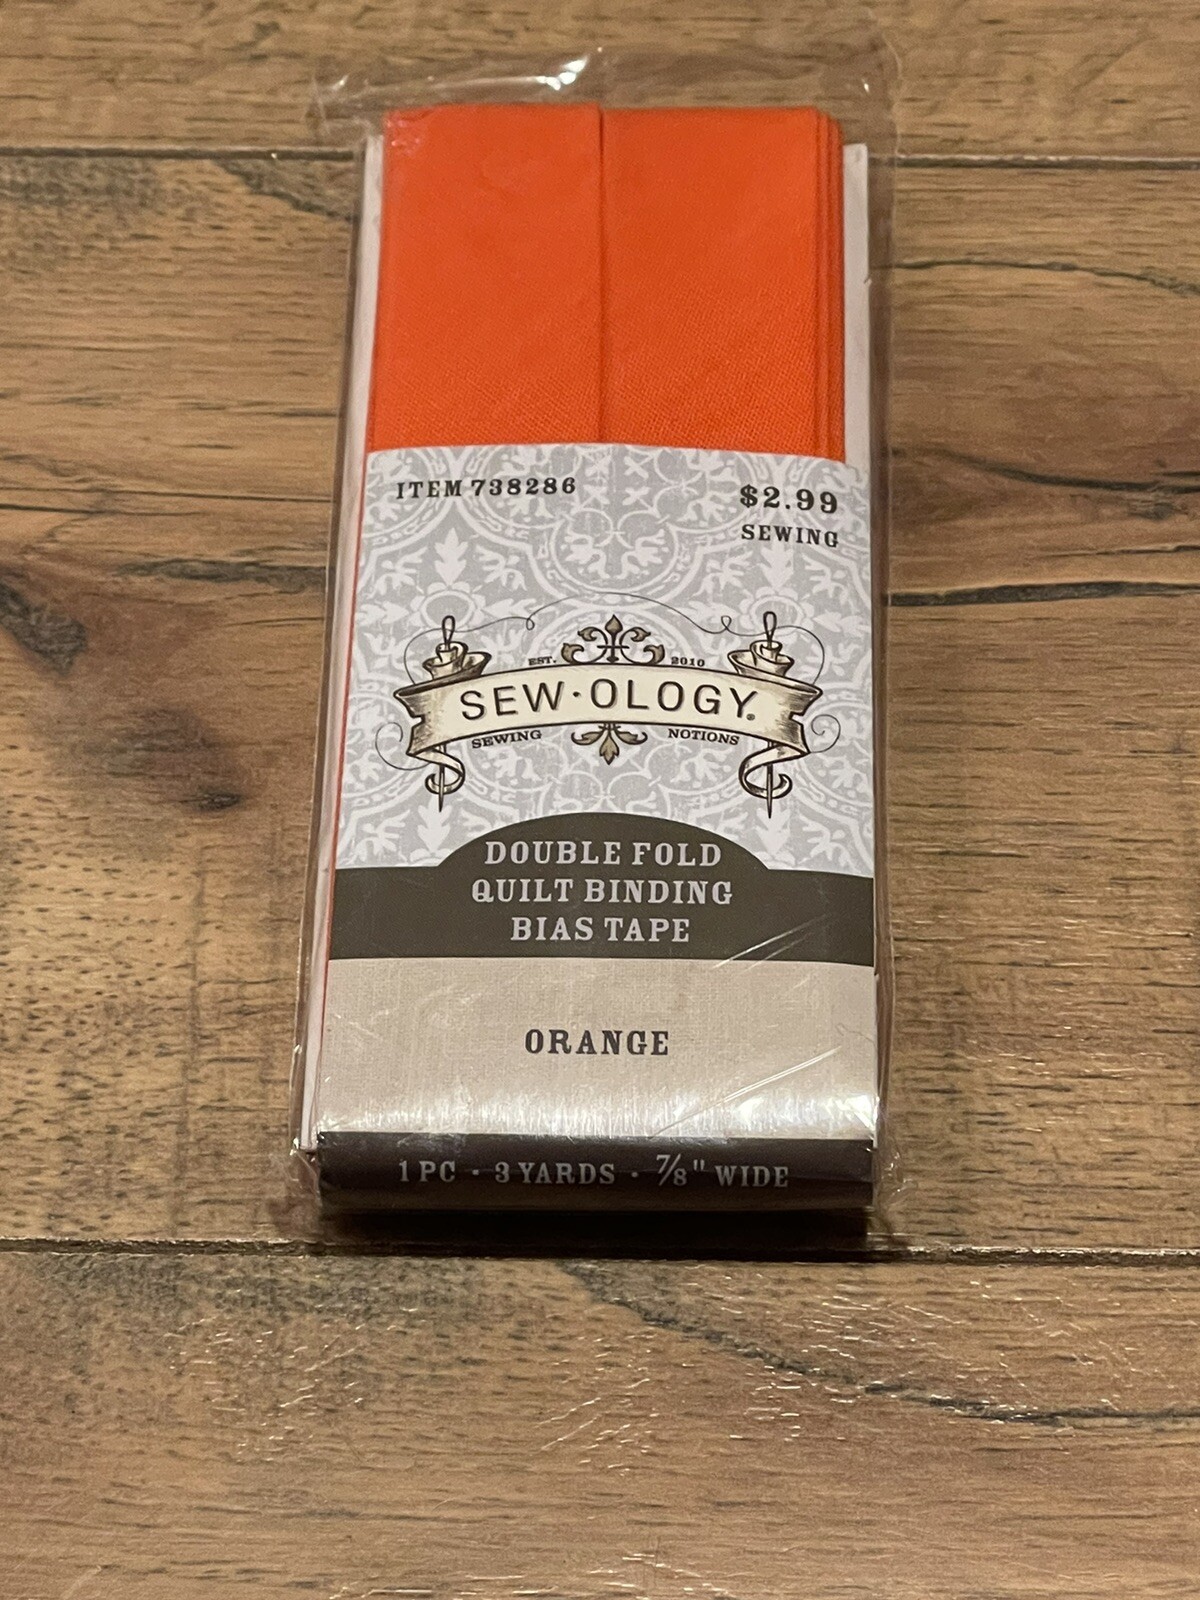 ITEM 738286
$2.99
SEWING
EST. 2010
SEW·OLOGY®
SEWING NOTIONS
DOUBLE FOLD
QUILT BINDING
BIAS TAPE
ORANGE
1 PC · 3 YARDS · 7/8" WIDE